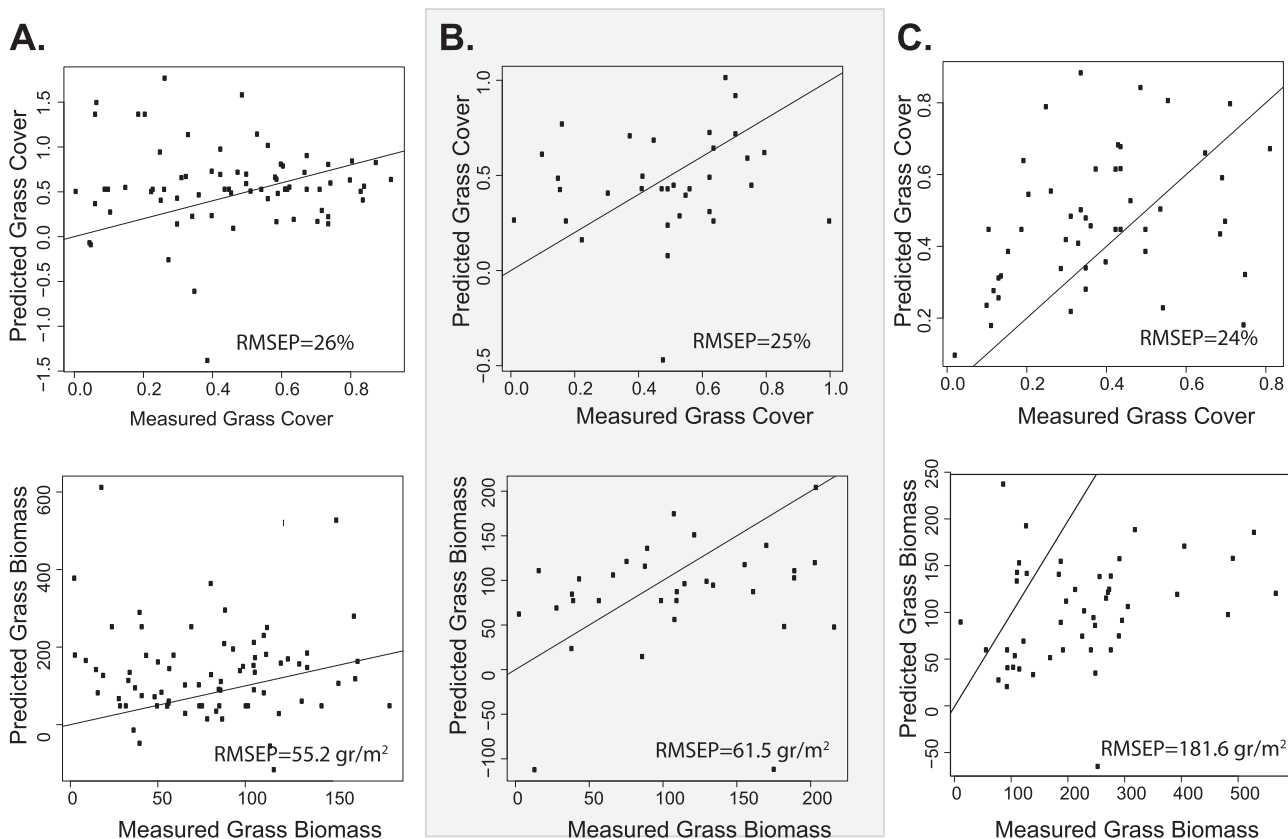 A.
B.
C.
Predicted Grass Cover
1.5
1.0
0.5
0.0
−0.5
−1.0
−1.5
RMSEP=26%
0.0 0.2 0.4 0.6 0.8
Measured Grass Cover
Predicted Grass Cover
1.0
0.5
0.0
−0.5
RMSEP=25%
0.0 0.2 0.4 0.6 0.8 1.0
Measured Grass Cover
Predicted Grass Cover
0.8
0.6
0.4
0.2
RMSEP=24%
0.0 0.2 0.4 0.6 0.8
Measured Grass Cover
Predicted Grass Biomass
600
400
200
0
RMSEP=55.2 gr/m²
0 50 100 150
Measured Grass Biomass
Predicted Grass Biomass
200
150
100
50
0
−50
−100
RMSEP=61.5 gr/m²
0 50 100 150 200
Measured Grass Biomass
Predicted Grass Biomass
250
200
150
100
50
0
−50
RMSEP=181.6 gr/m²
0 100 200 300 400 500
Measured Grass Biomass